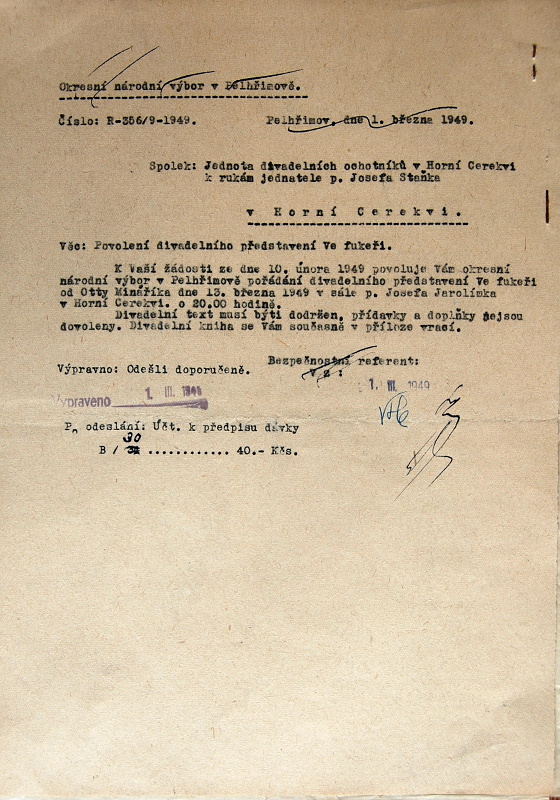 Okresní národní výbor v Pelhřimově.
Číslo: R-356/9-1949. Pelhřimov, dne 1. března 1949.
Spolek: Jednota divadelních ochotníků v Horní Cerekvi
k rukám jednatele p. Josefa Staňka
v Horní Cerekvi.
Věc: Povolení divadelního představení Ve fukeři.
K Vaší žádosti ze dne 10. února 1949 povoluje Vám okresní
národní výbor v Pelhřimově pořádání divadelního představení Ve fukeři
od Otty Minářika dne 13. března 1949 v sále p. Josefa Jarolímka
v Horní Cerekvi. o 20.00 hodině.
Divadelní text musí býti dodržen, přídavky a doplňky nejsou
dovoleny. Divadelní kniha se Vám současně v příloze vrací.
Bezpečnostní referent:
Výpravno: Odešli doporučeně. V z :
Vypraveno 1. III. 1949 1. III. 1949
P, odeslání: Účt. k předpisu dávky
30
B / 31 ............ 40.- Kčs.